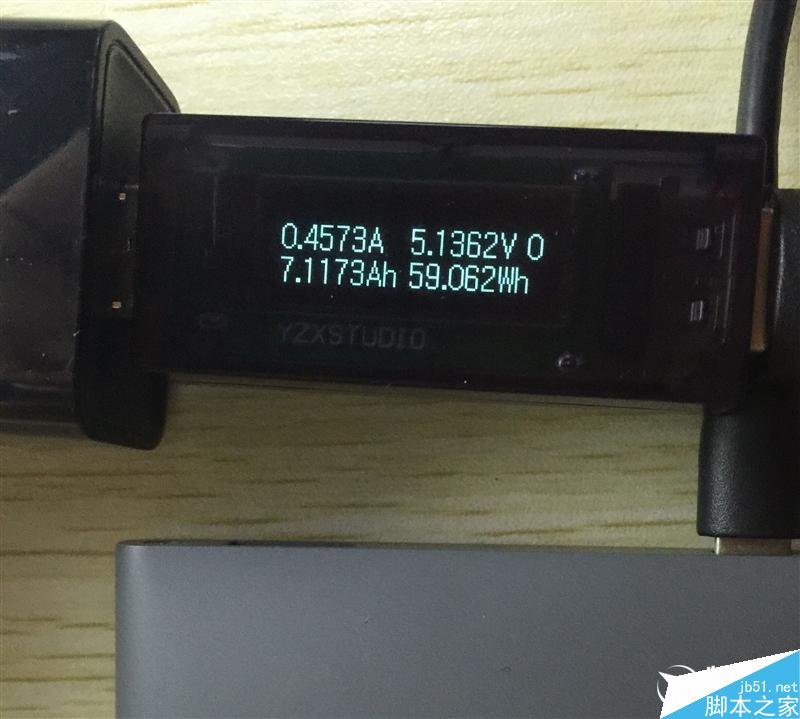 0.4573A 5.1362V 0
7.1173Ah 59.062Wh
YZXSTUDIO
jb51.net
脚本之家